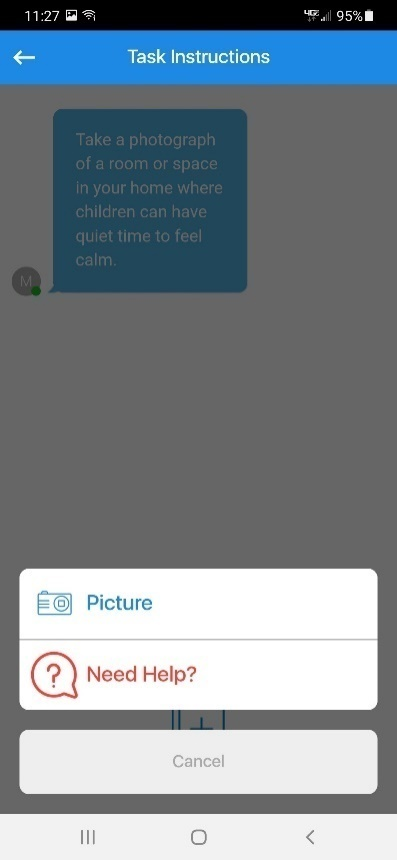 11:27 95%
Task Instructions
Take a photograph
of a room or space
in your home where
children can have
quiet time to feel
calm.
M
Picture
? Need Help?
Cancel